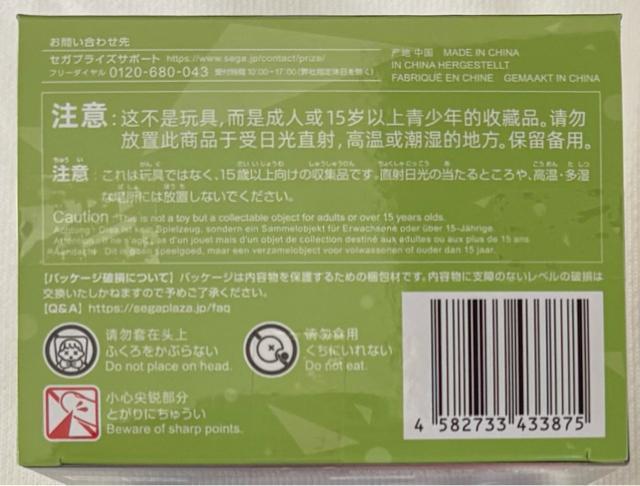 お問い合わせ先
セガプライズサポート https://www.sega.jp/contact/prize/
フリーダイヤル 0120-680-043 受付時間 10:00~17:00 (弊社指定休日を除く)
产地 中国 MADE IN CHINA
IN CHINA HERGESTELLT
FABRIQUÉ EN CHINE GEMAAKT IN CHINA
注意:这不是玩具,而是成人或15岁以上青少年的收藏品。请勿
放置此商品于受日光直射,高温或潮湿的地方。保留备用。
注意:これは玩具ではなく、15歳以上向けの収集品です。直射日光の当たるところや、高温・多湿
な場所には放置しないでください。
Caution :This is not a toy but a collectable object for adults or over 15 years olds.
Achtung : Dies ist kein Spielzeug, sondern ein Sammelobjekt für Erwachsene oder über 15-Jährige.
Attention : Il ne s'agit pas d'un jouet mais d'un objet de collection destiné aux adultes ou aux plus de 15 ans
Dit is geen speelgoed, maar een verzamelobject voor volwassenen of ouder dan 15 jaar.
【パッケージ破損について】パッケージは内容物を保護するための梱包材です。内容物に支障のないレベルの破損は
交換いたしかねますので予めご了承ください。
【Q&A】https://segaplaza.jp/faq
请勿套在头上
ふくろをかぶらない
Do not place on head.
请勿食用
くちにいれない
Do not eat.
小心尖锐部分
とがりにちゅうい
Beware of sharp points.
4 582733 433875